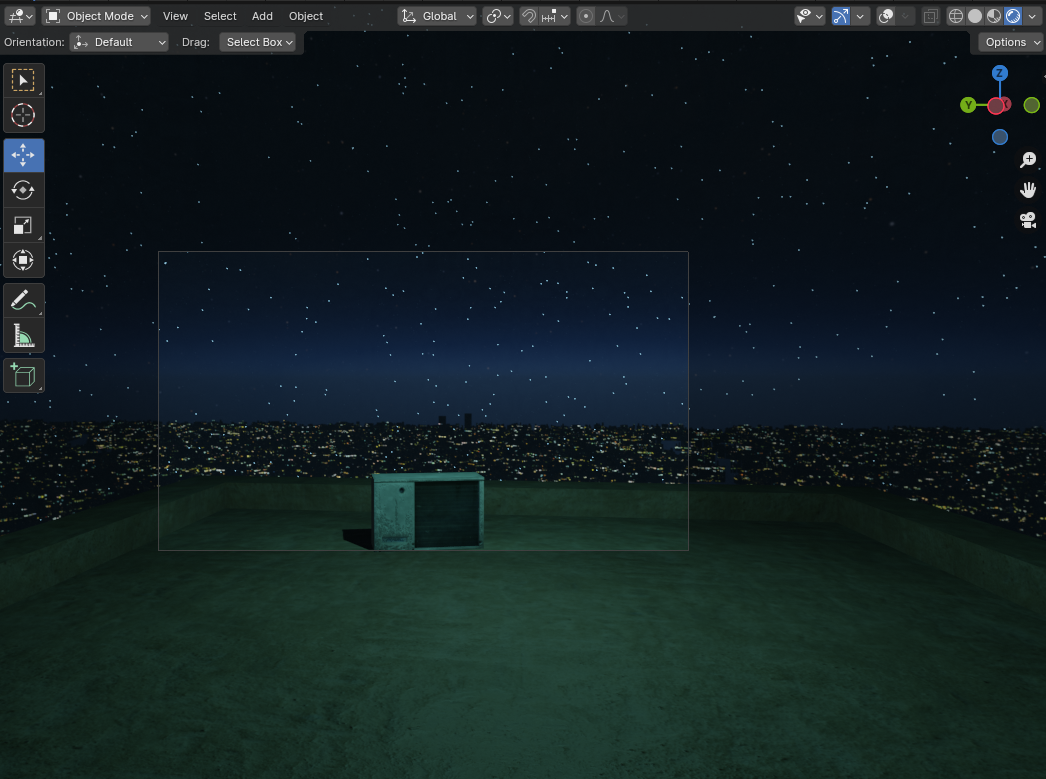 Object Mode View Select Add Object Global
Orientation: Default Drag: Select Box Options
Z
Y